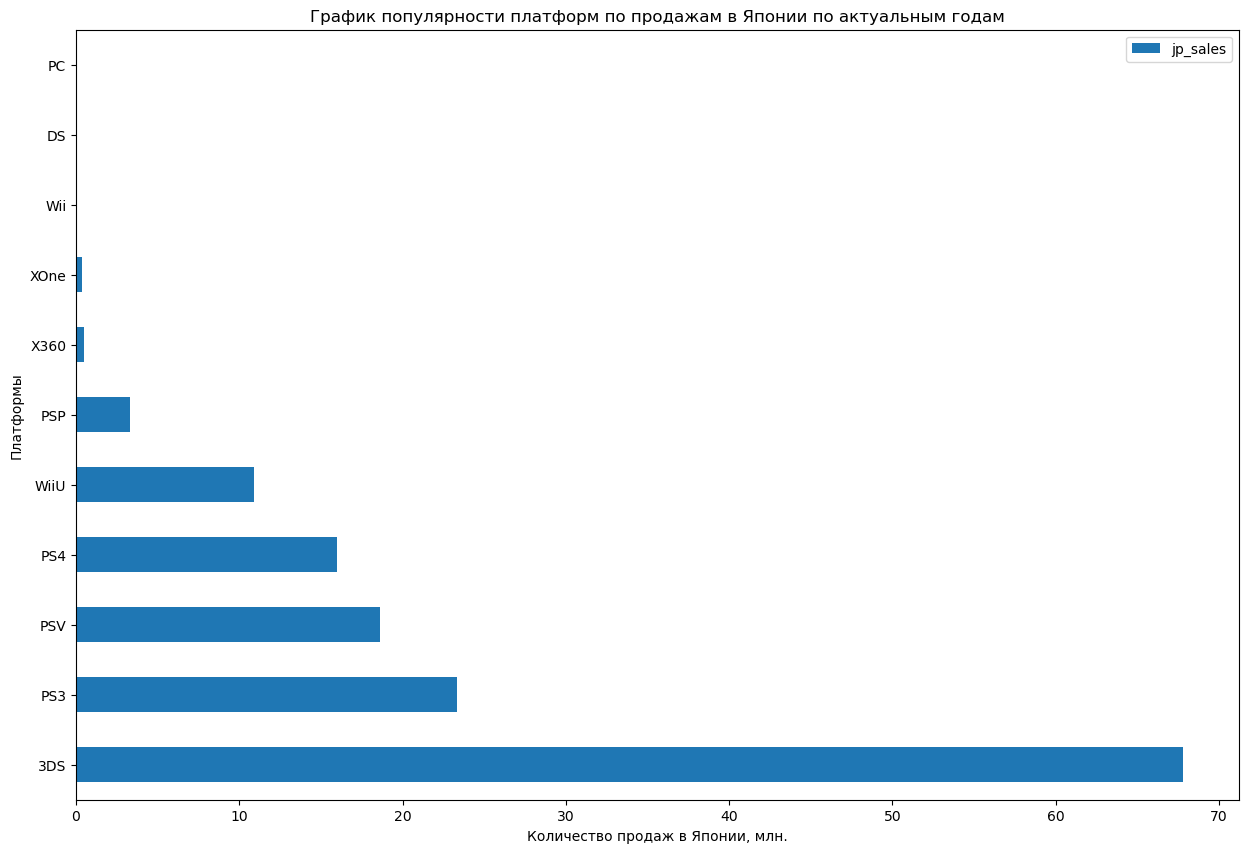 График популярности платформ по продажам в Японии по актуальным годам
jp_sales
Платформы
PC
DS
Wii
XOne
X360
PSP
WiiU
PS4
PSV
PS3
3DS
0 10 20 30 40 50 60 70
Количество продаж в Японии, млн.